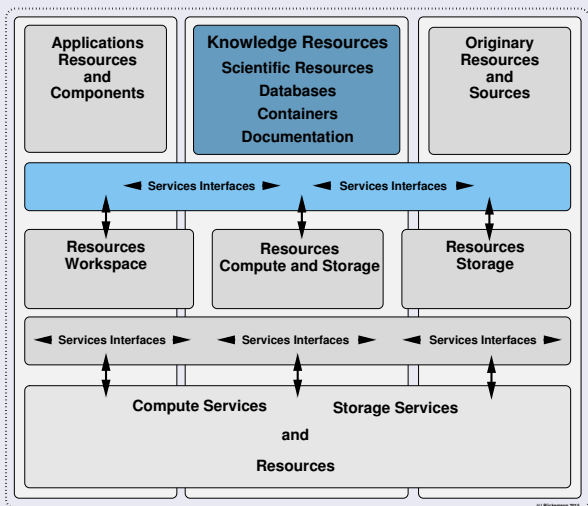 Applications
Resources
and
Components
Knowledge Resources
Scientific Resources
Databases
Containers
Documentation
Originary
Resources
and
Sources
Services Interfaces
Services Interfaces
Resources
Workspace
Resources
Compute and Storage
Resources
Storage
Services Interfaces
Services Interfaces
Services Interfaces
Compute Services
Storage Services
and
Resources